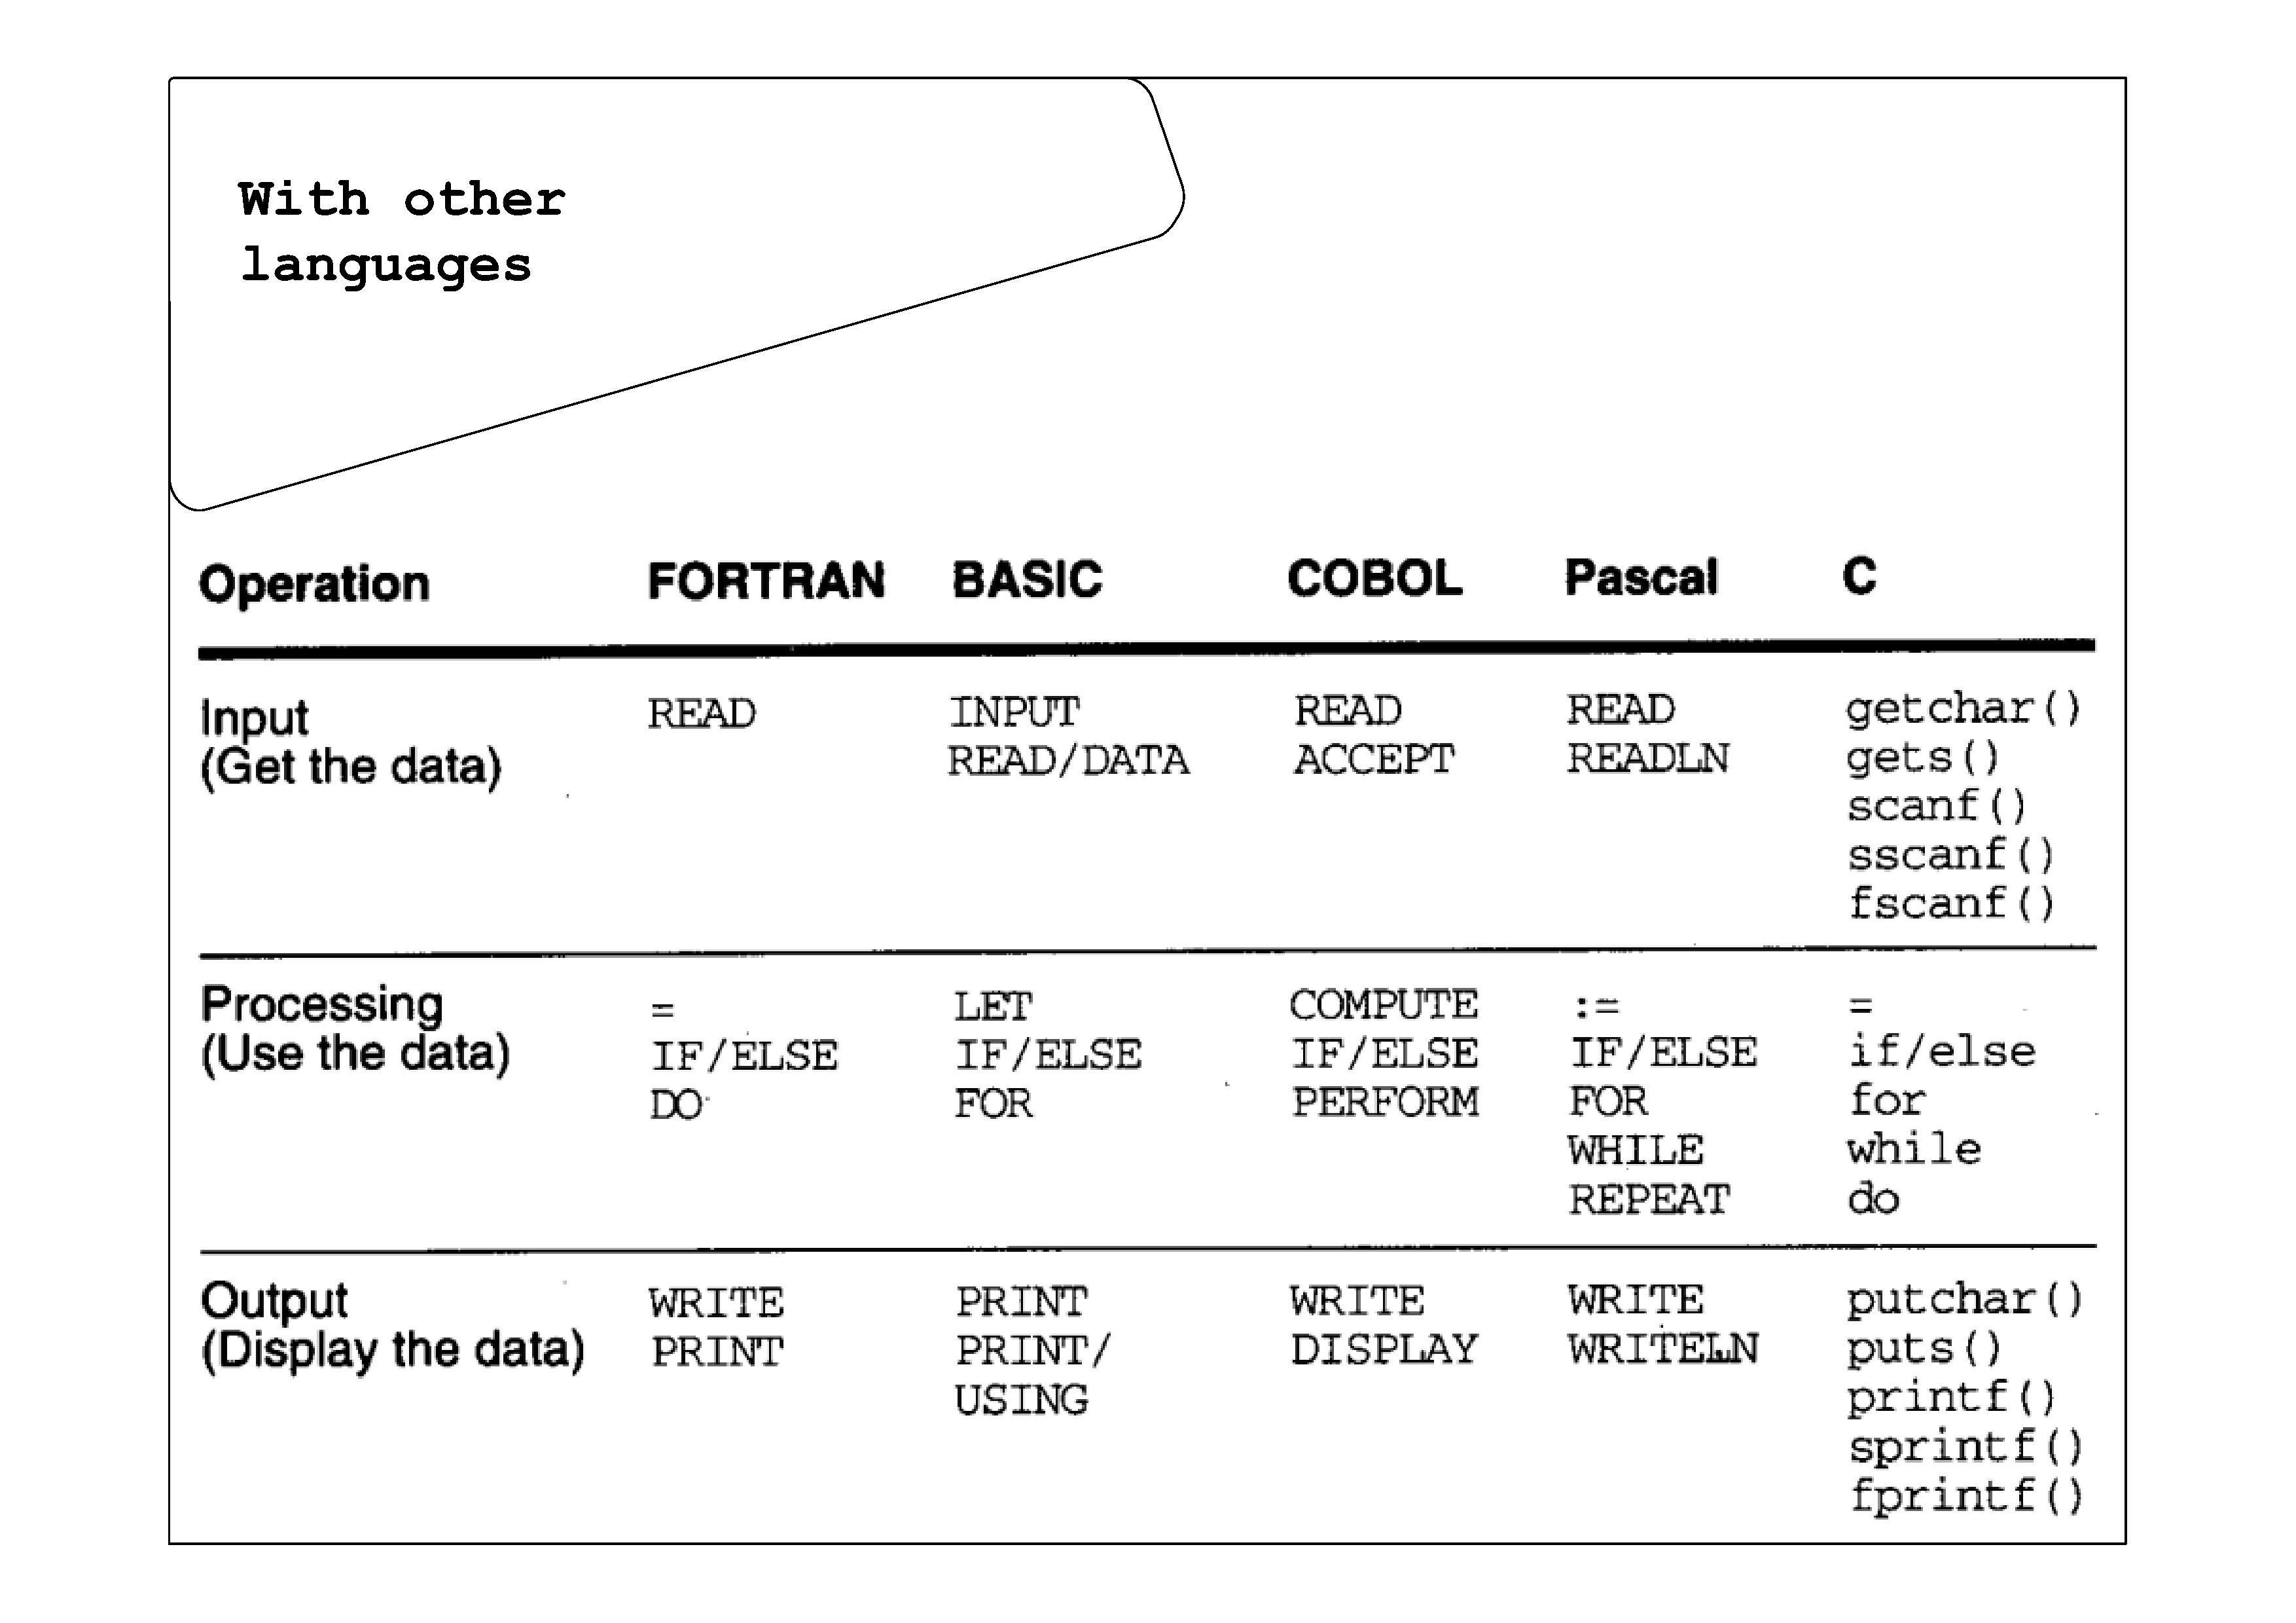 With other
languages
Operation FORTRAN BASIC COBOL Pascal C
Input READ INPUT READ READ getchar()
(Get the data) READ/DATA ACCEPT READLN gets()
scanf()
sscanf()
fscanf()
Processing = LET COMPUTE := =
(Use the data) IF/ELSE IF/ELSE IF/ELSE IF/ELSE if/else
DO FOR PERFORM FOR for
WHILE while
REPEAT do
Output WRITE PRINT WRITE WRITE putchar()
(Display the data) PRINT PRINT/ DISPLAY WRITELN puts()
USING printf()
sprintf()
fprintf()